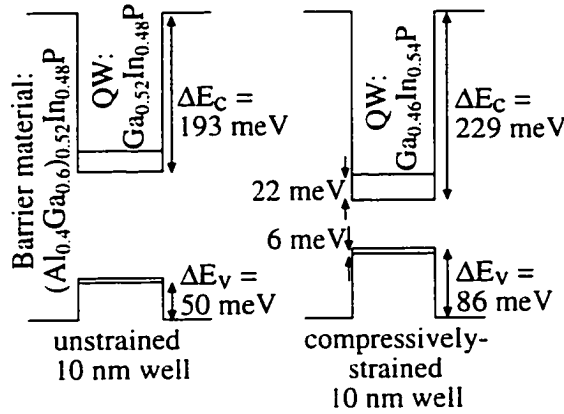 Barrier material:
(Al0.4Ga0.6)0.52In0.48P
QW:
Ga0.52In0.48P
ΔEC =
193 meV
ΔEV =
50 meV
unstrained
10 nm well
QW:
Ga0.46In0.54P
ΔEC =
229 meV
22 meV
6 meV
ΔEV =
86 meV
compressively-
strained
10 nm well